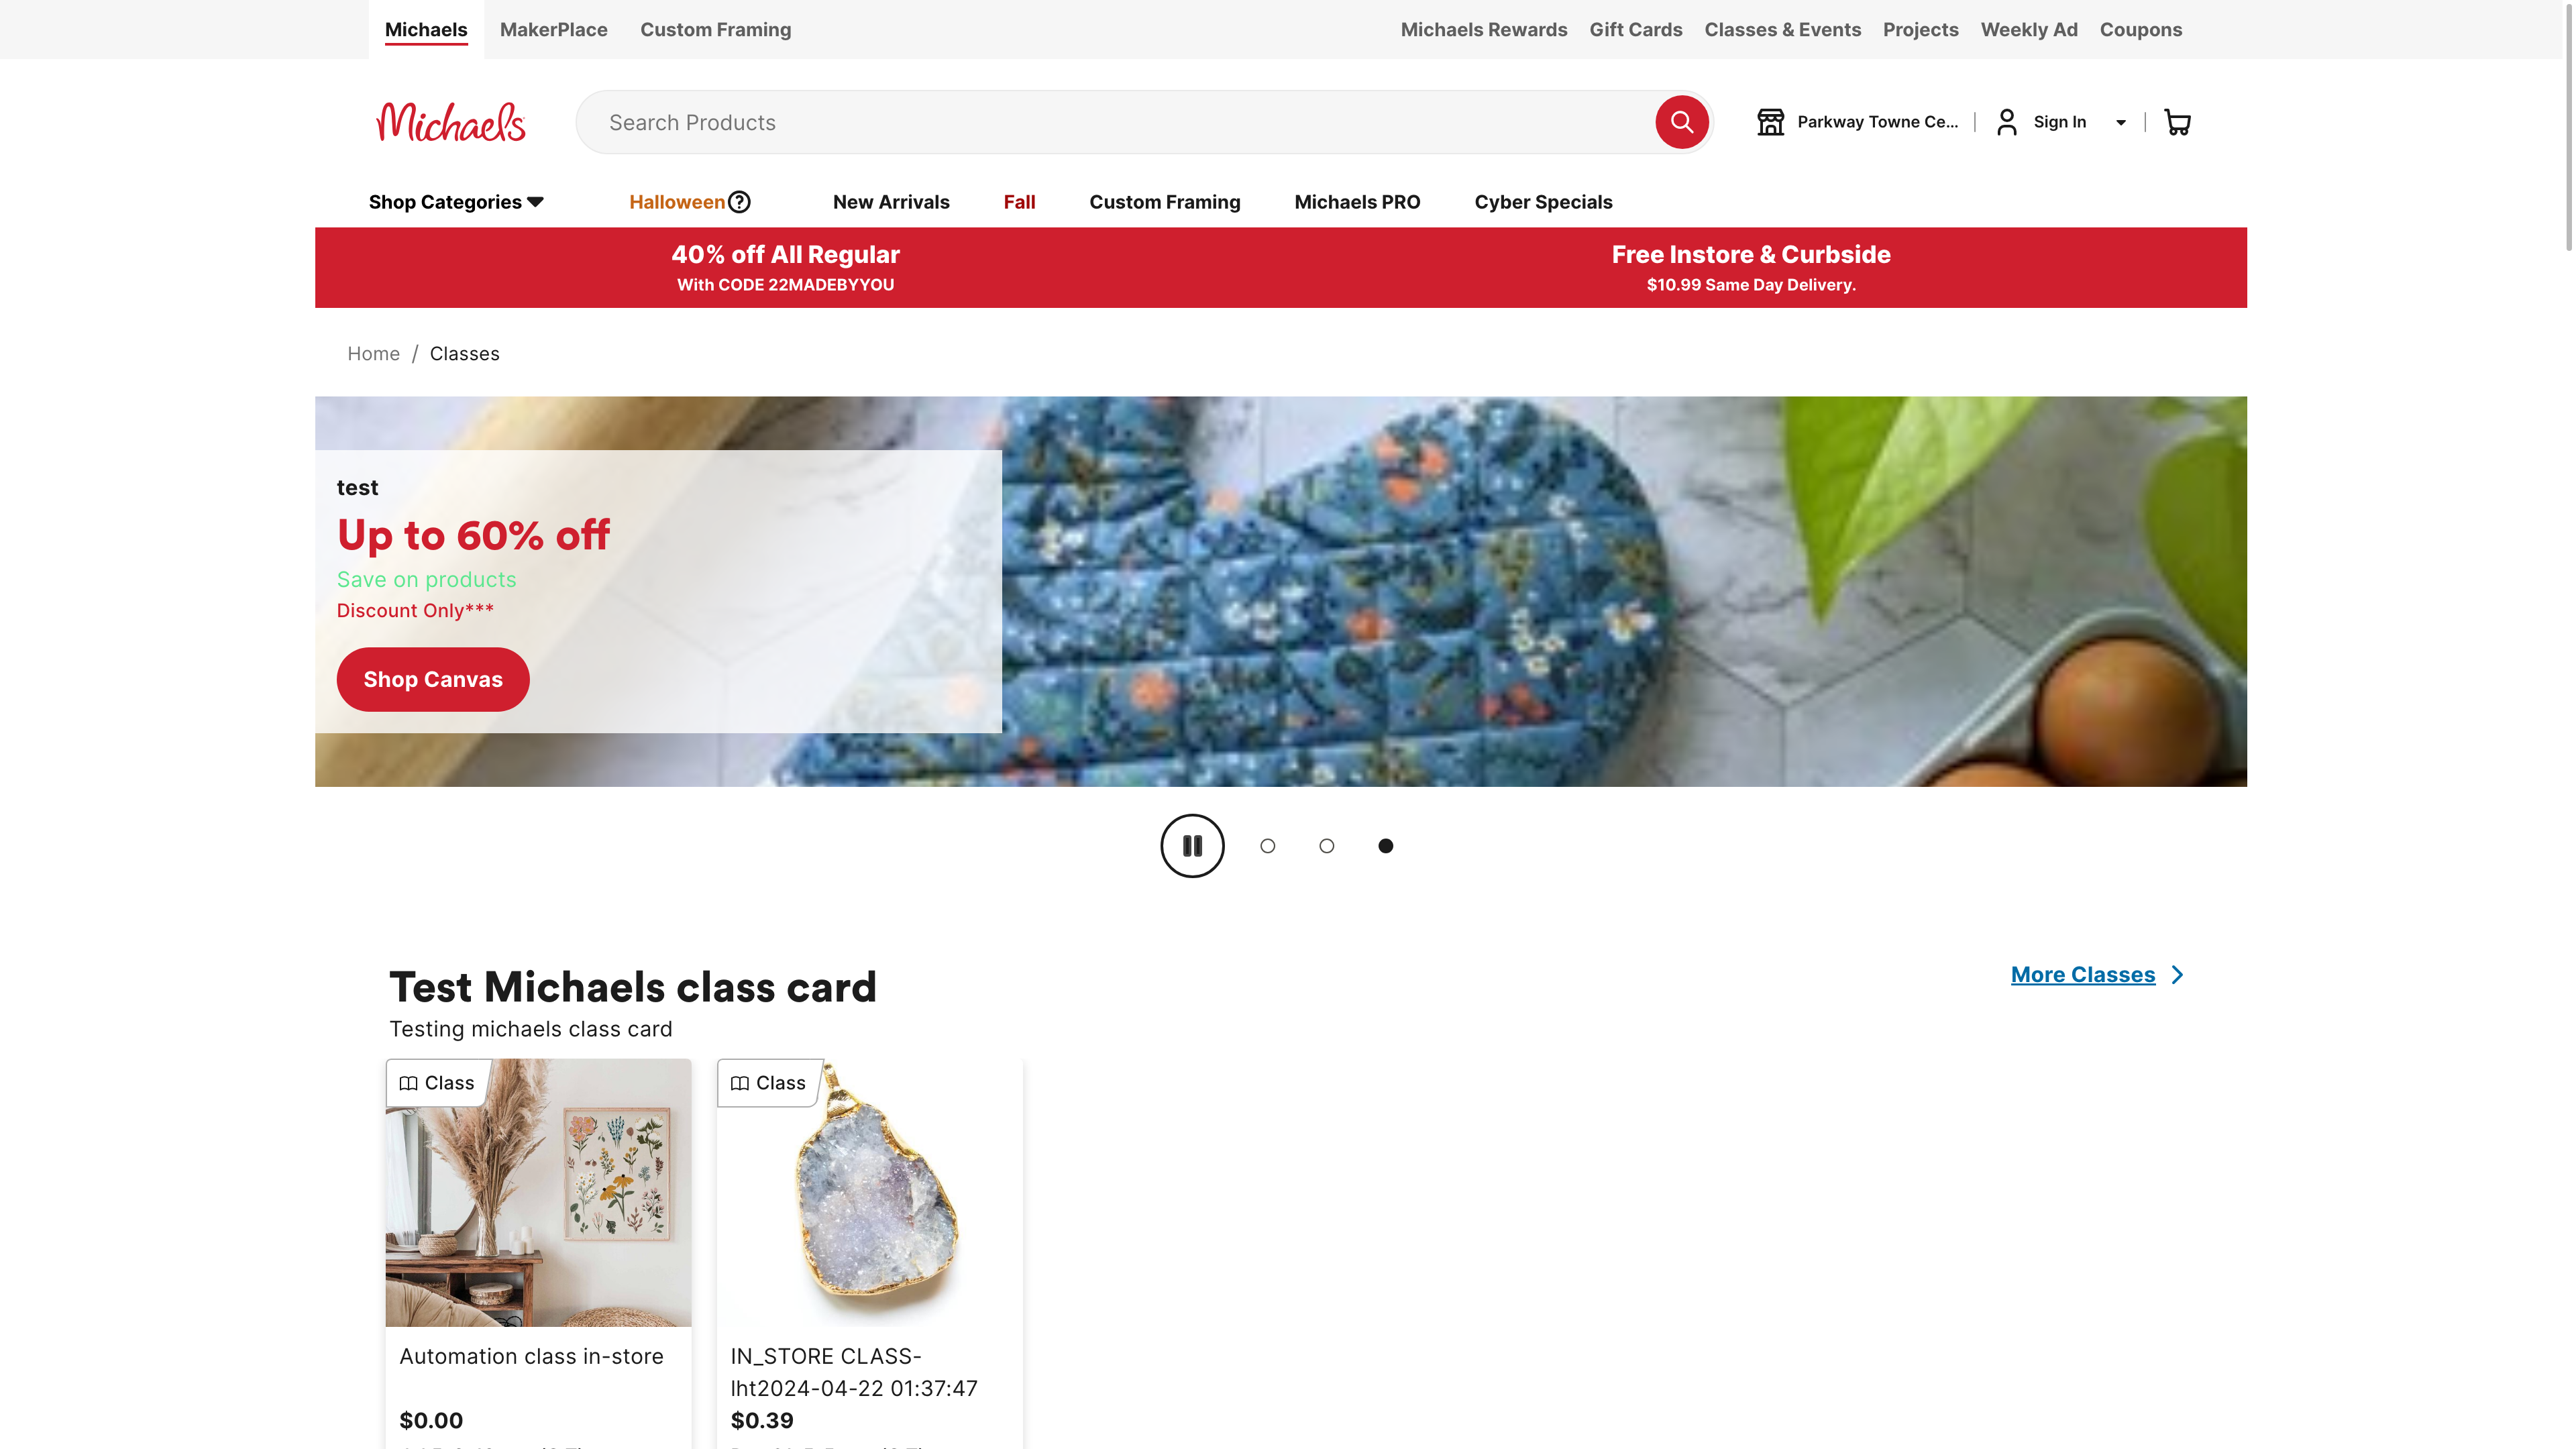 Michaels MakerPlace Custom Framing Michaels Rewards Gift Cards Classes & Events Projects Weekly Ad Coupons
Michaels Search Products Parkway Towne Ce... Sign In
Shop Categories Halloween New Arrivals Fall Custom Framing Michaels PRO Cyber Specials
40% off All Regular
With CODE 22MADEBYYOU
Free Instore & Curbside
$10.99 Same Day Delivery.
Home / Classes
test
Up to 60% off
Save on products
Discount Only***
Shop Canvas
Test Michaels class card
More Classes
Testing michaels class card
Class
Automation class in-store
$0.00
Class
IN_STORE CLASS-
lht2024-04-22 01:37:47
$0.39